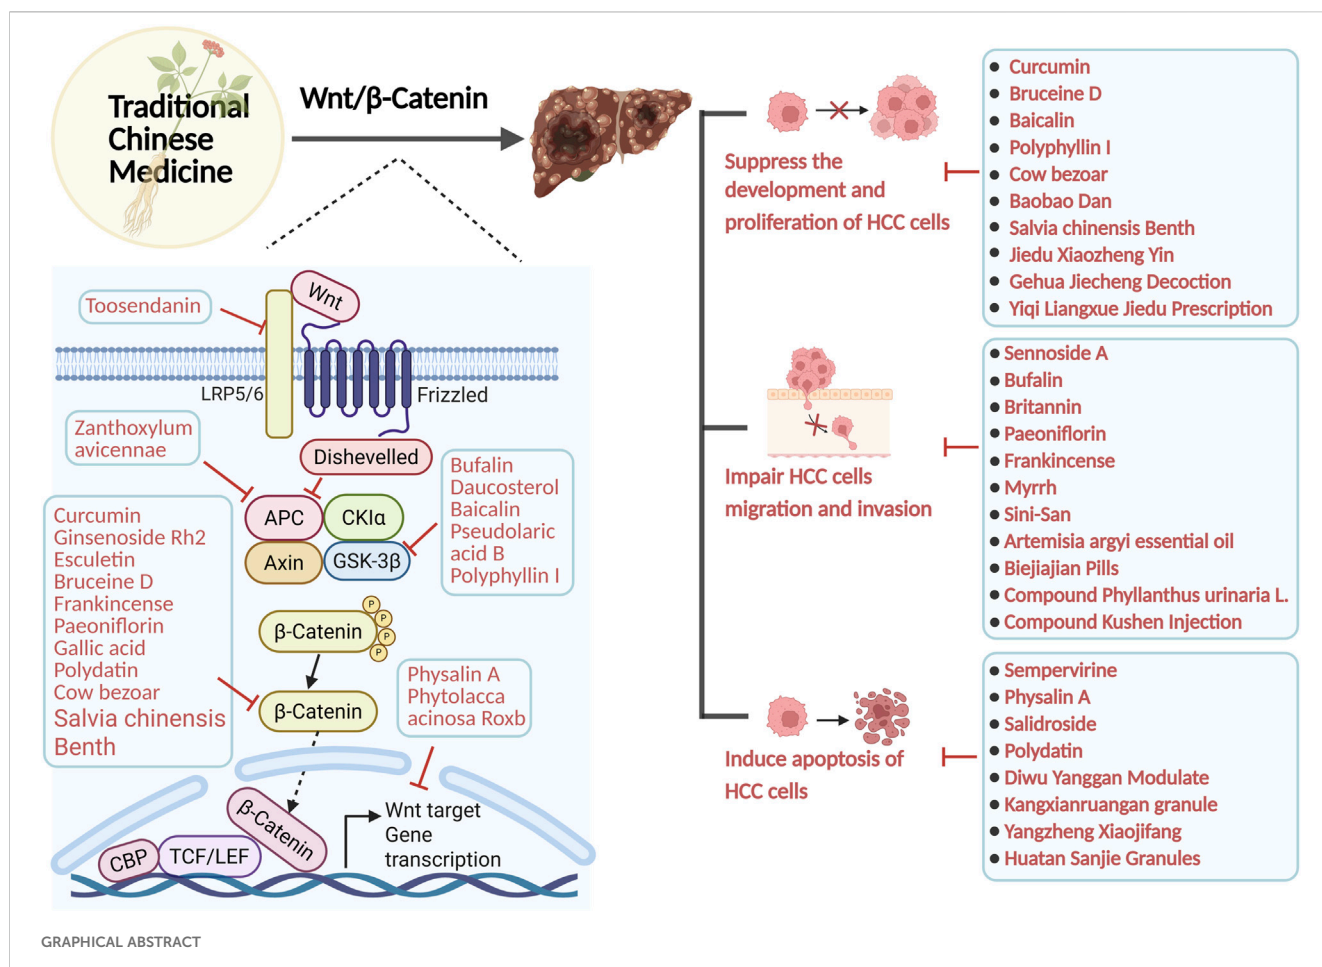 Traditional
Chinese
Medicine
Wnt/β-Catenin
Toosendanin
Wnt
LRP5/6
Frizzled
Zanthoxylum
avicennae
Dishevelled
APC
CKIα
Axin
GSK-3β
Bufalin
Daucosterol
Baicalin
Pseudolaric
acid B
Polyphyllin I
Curcumin
Ginsenoside Rh2
Esculetin
Bruceine D
Frankincense
Paeoniflorin
Gallic acid
Polydatin
Cow bezoar
Salvia chinensis
Benth
β-Catenin
P
P
P
P
β-Catenin
Physalin A
Phytolacca
acinosa Roxb
β-Catenin
CBP
TCF/LEF
Wnt target
Gene
transcription
Suppress the
development and
proliferation of HCC cells
Curcumin
Bruceine D
Baicalin
Polyphyllin I
Cow bezoar
Baobao Dan
Salvia chinensis Benth
Jiedu Xiaozheng Yin
Gehua Jiecheng Decoction
Yiqi Liangxue Jiedu Prescription
Impair HCC cells
migration and invasion
Sennoside A
Bufalin
Britannin
Paeoniflorin
Frankincense
Myrrh
Sini-San
Artemisia argyi essential oil
Biejiajian Pills
Compound Phyllanthus urinaria L.
Compound Kushen Injection
Induce apoptosis of
HCC cells
Sempervirine
Physalin A
Salidroside
Polydatin
Diwu Yanggan Modulate
Kangxianruangan granule
Yangzheng Xiaojifang
Huatan Sanjie Granules
GRAPHICAL ABSTRACT